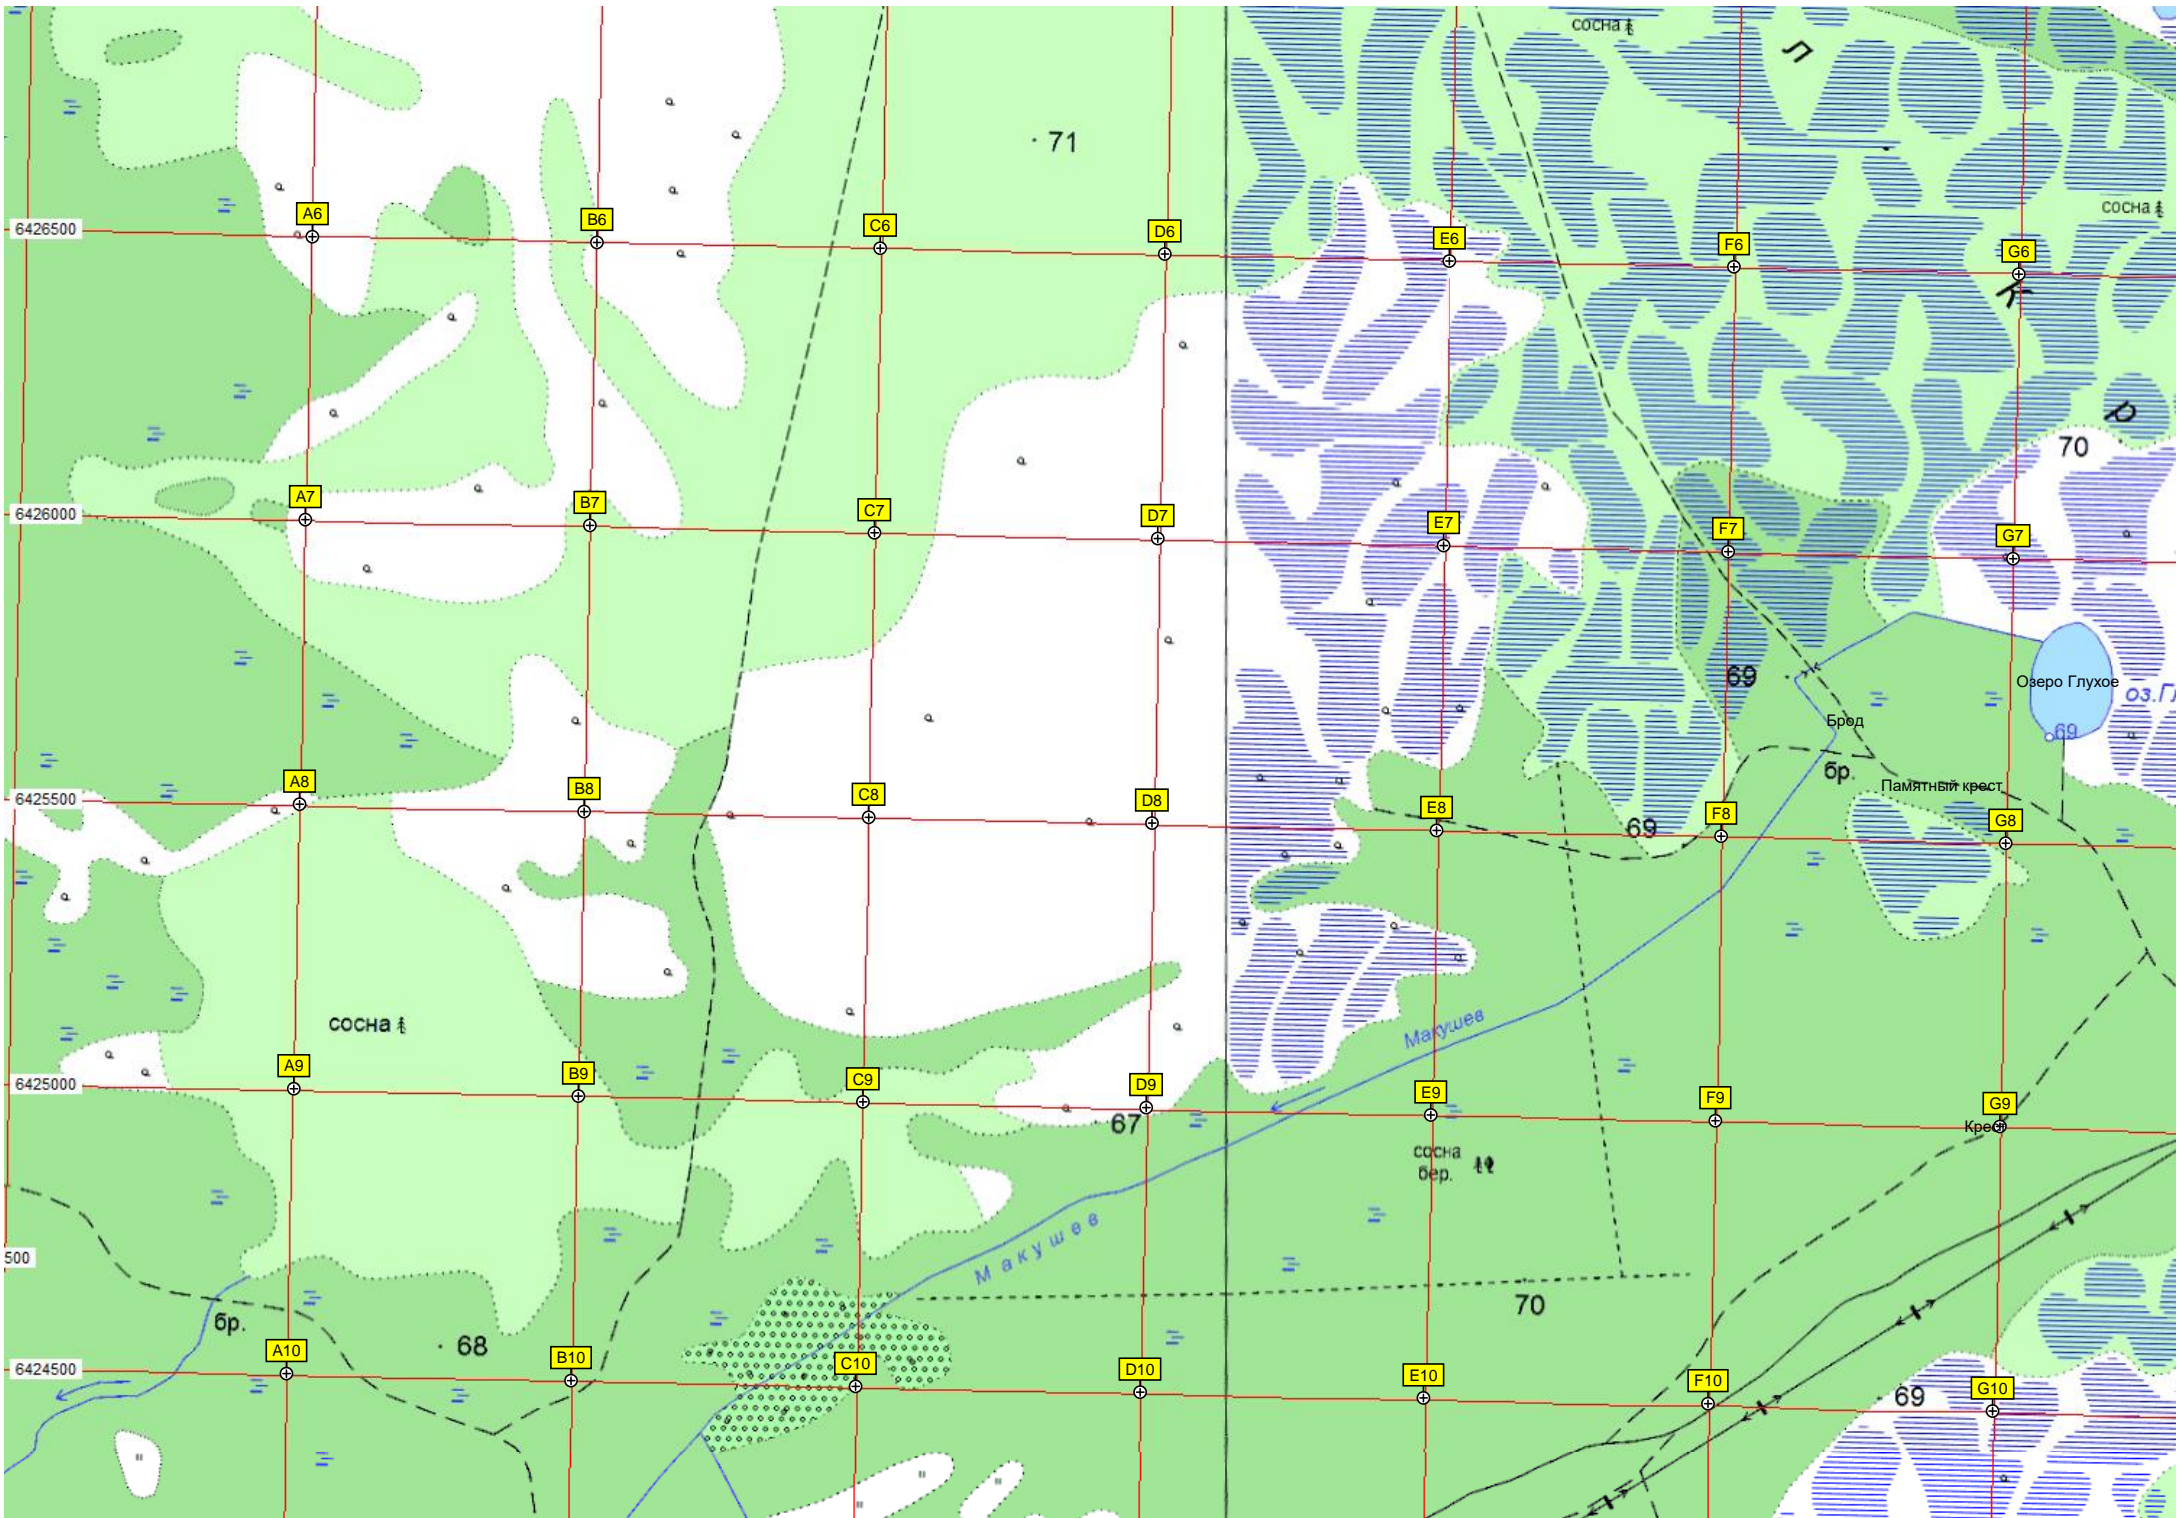 сосна
Л
71
сосна
A6
B6
C6
D6
E6
F6
G6
6426500
К
Р
70
A7
B7
C7
D7
E7
F7
G7
6426000
69
Озеро Глухое
оз.Гл
Брод
69
бр.
Памятный крест
A8
B8
C8
D8
E8
F8
G8
6425500
69
сосна
Макушев
A9
B9
C9
D9
E9
F9
G9
6425000
67
Крест
сосна
бер.
Макушев
500
70
бр.
68
A10
B10
C10
D10
E10
F10
G10
6424500
69